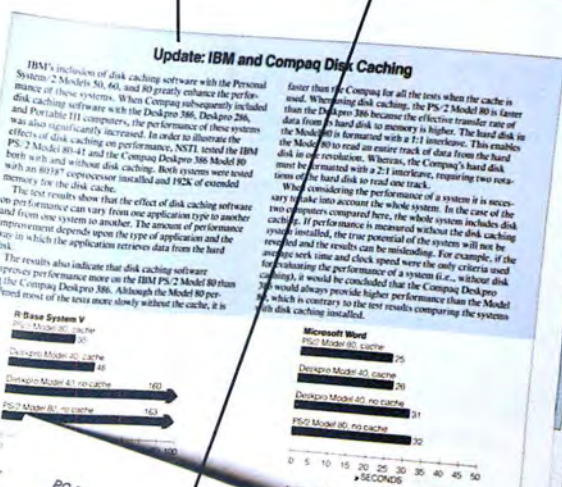 Update: IBM and Compaq Disk Caching
IBM's inclusion of disk caching software with the Personal
System/2 Models 50, 60, and 80 greatly enhance the perfor-
mance of these systems. When Compaq subsequently included
disk caching software with the Deskpro 386, Deskpro 286,
and Portable III computers, the performance of these systems
was also significantly increased. In order to illustrate the
effects of disk caching on performance, NSTL tested the IBM
PS/2 Model 80-41 and the Compaq Deskpro 386 Model 80
both with and without disk caching. Both systems were tested
with an 80387 coprocessor installed and 192K of extended
memory for the disk cache.
The test results show that the effect of disk caching software
on performance can vary from one application type to another
and from one system to another. The amount of performance
improvement depends upon the type of application and the
way in which the application retrieves data from the hard
disk.
The results also indicate that disk caching software
improves performance more on the IBM PS/2 Model 80 than
the Compaq Deskpro 386. Although the Model 80 per-
formed most of the tests more slowly without the cache, it is
faster than the Compaq for all the tests when the cache is
used. When using disk caching, the PS/2 Model 80 is faster
than the Deskpro 386 because the effective transfer rate of
data from its hard disk to memory is higher. The hard disk in
the Model 80 is formatted with a 1:1 interleave. This enables
the Model 80 to read an entire track of data from the hard
disk in one revolution. Whereas, the Compaq's hard disk
must be formatted with a 2:1 interleave, requiring two rota-
tions of the hard disk to read one track.
When considering the performance of a system it is neces-
sary to take into account the whole system. In the case of the
two computers compared here, the whole system includes disk
caching. If performance is measured without the disk caching
system installed, the true potential of the system will not be
revealed and the results can be misleading. For example, if the
average seek time and clock speed were the only criteria used
for evaluating the performance of a system (i.e., without disk
caching), it would be concluded that the Compaq Deskpro
386 would always provide higher performance than the Model
80, which is contrary to the test results comparing the systems
with disk caching installed.
R:Base System V
PS/2 Model 80, cache
35
Deskpro Model 40, cache
46
Deskpro Model 40, no cache 160
PS/2 Model 80, no cache 163
100
Microsoft Word
PS/2 Model 80, cache
25
Deskpro Model 40, cache
26
Deskpro Model 40, no cache
31
PS/2 Model 80, no cache
32
0 5 10 15 20 25 30 35 40 45 50
SECONDS